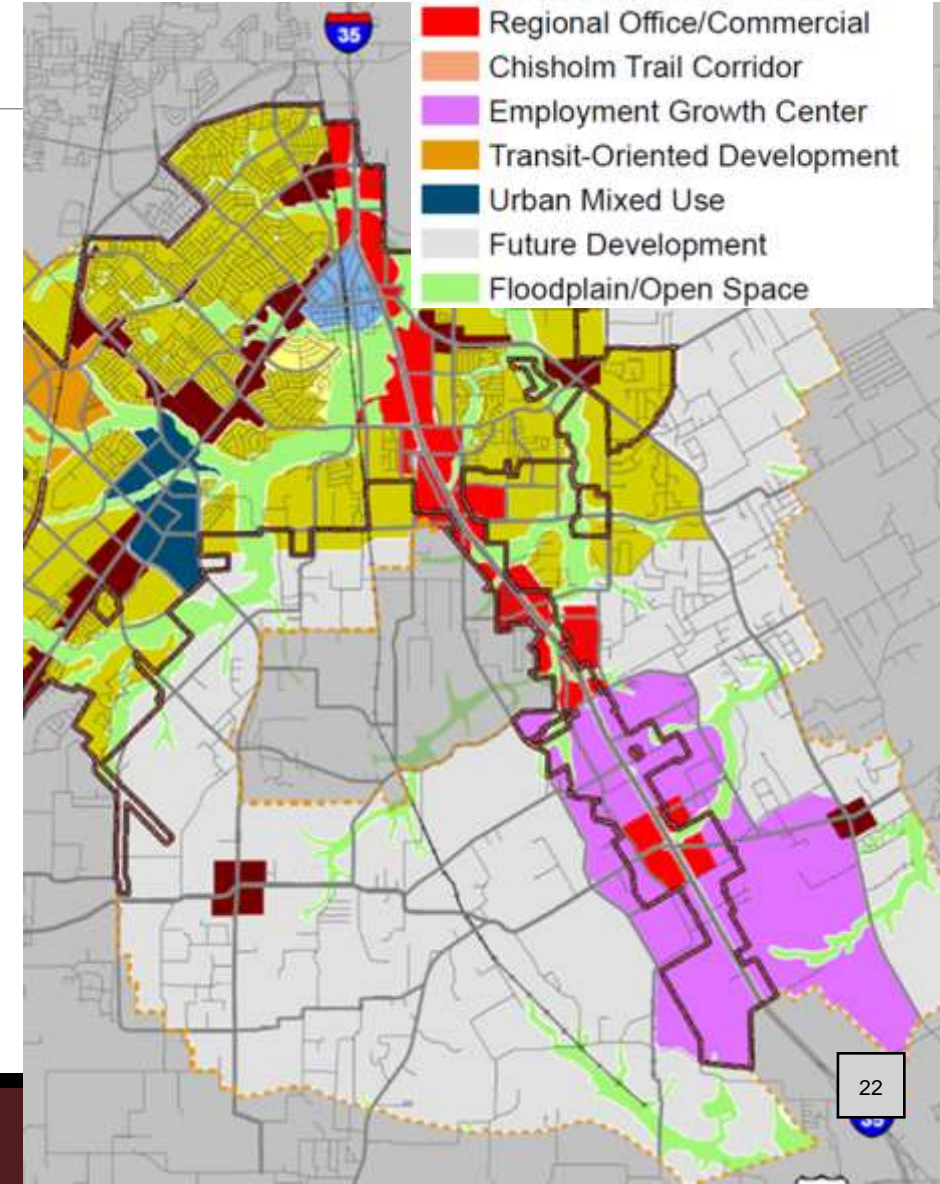 35
Regional Office/Commercial
Chisholm Trail Corridor
Employment Growth Center
Transit-Oriented Development
Urban Mixed Use
Future Development
Floodplain/Open Space
22
35